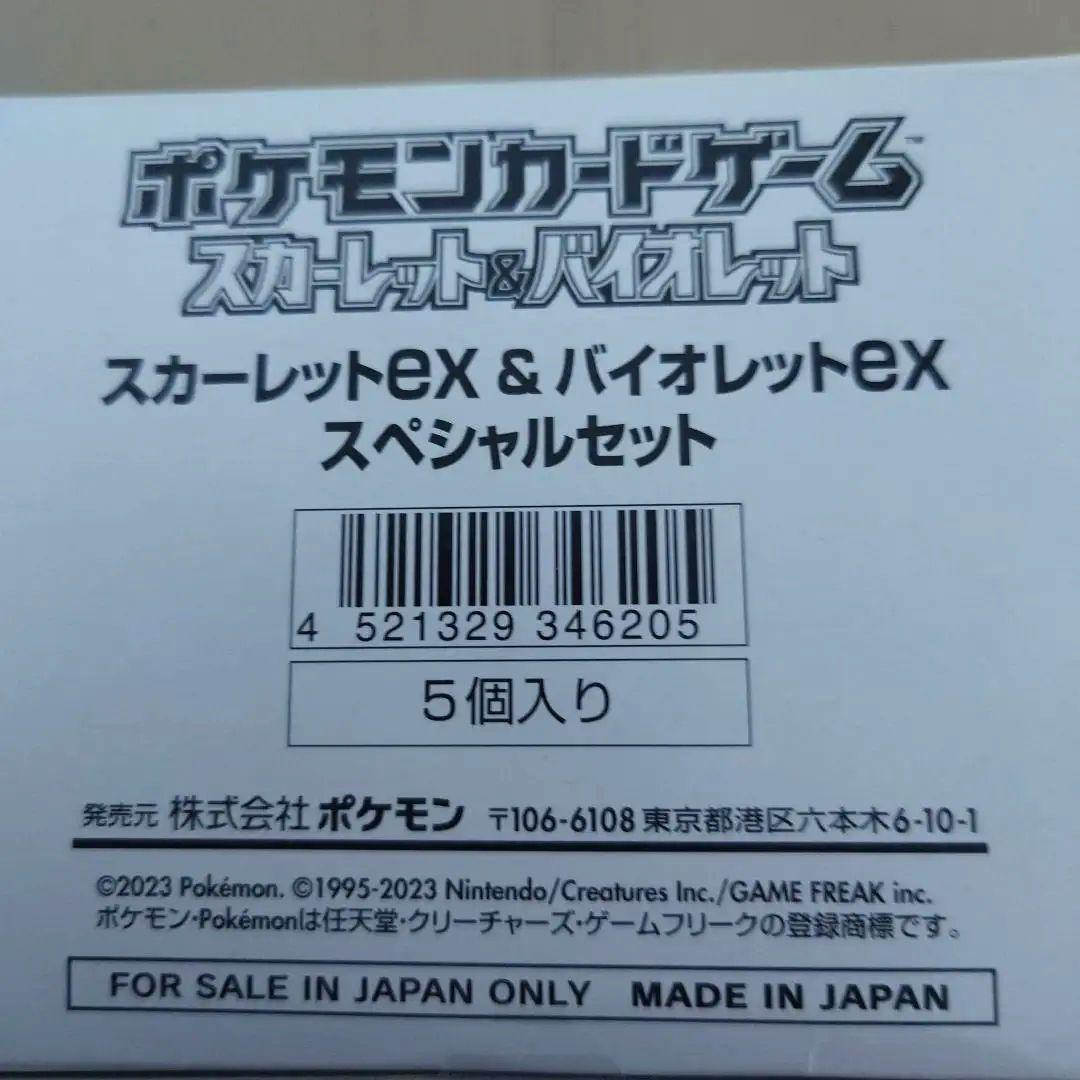 ポケモンカードゲーム™
スカーレット&バイオレット
スカーレットex & バイオレットex
スペシャルセット
4 521329 346205
5個入り
発売元 株式会社 ポケモン 〒106-6108 東京都港区六本木6-10-1
©2023 Pokémon. ©1995-2023 Nintendo/Creatures Inc./GAME FREAK inc.
ポケモン・Pokémonは任天堂・クリーチャーズ・ゲームフリークの登録商標です。
FOR SALE IN JAPAN ONLY MADE IN JAPAN